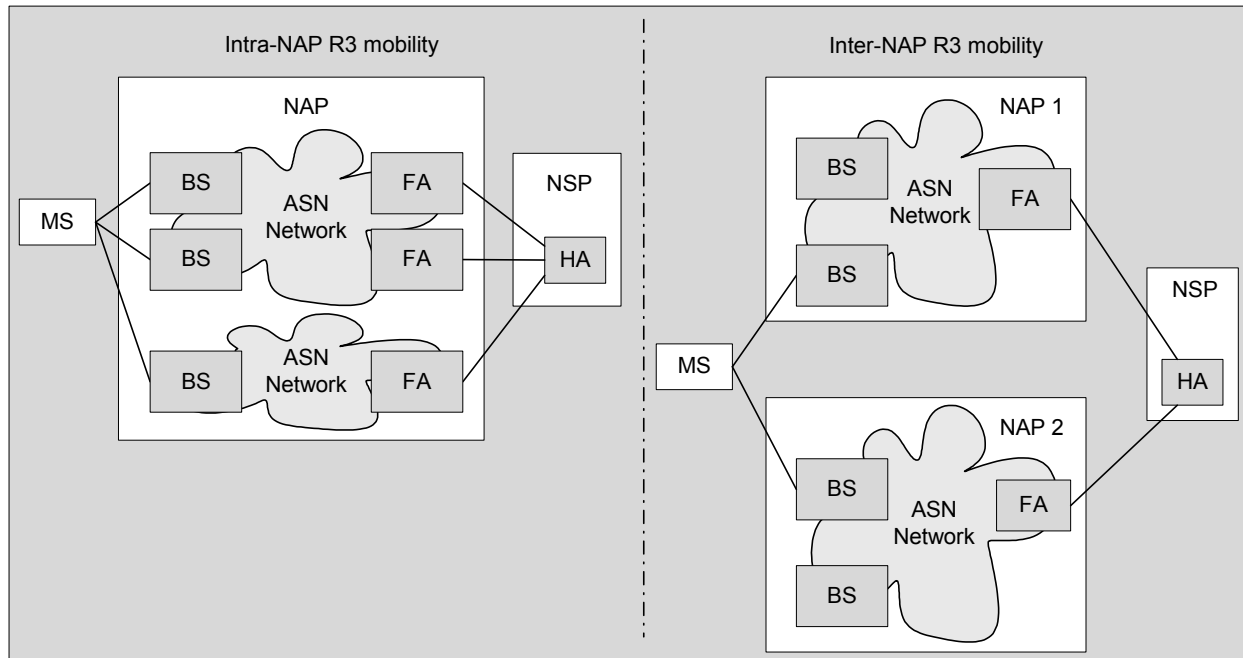 Intra-NAP R3 mobility
NAP
MS
BS
BS
BS
ASN
Network
ASN
Network
FA
FA
FA
NSP
HA
Inter-NAP R3 mobility
NAP 1
BS
BS
ASN
Network
FA
MS
NAP 2
BS
BS
ASN
Network
FA
NSP
HA